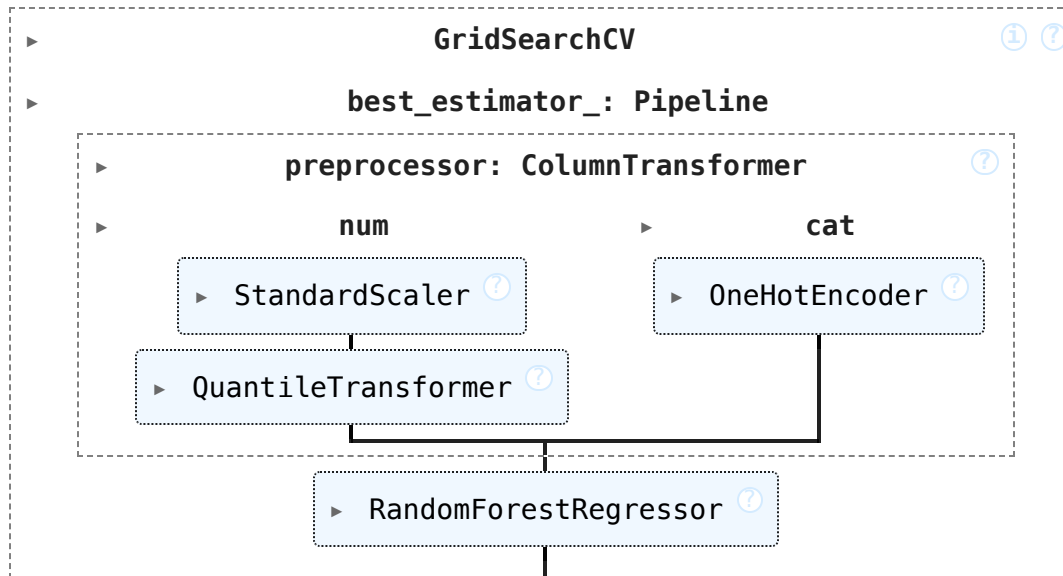 GridSearchCV i ?
best_estimator_: Pipeline
preprocessor: ColumnTransformer ?
num cat
StandardScaler ? OneHotEncoder ?
QuantileTransformer ?
RandomForestRegressor ?